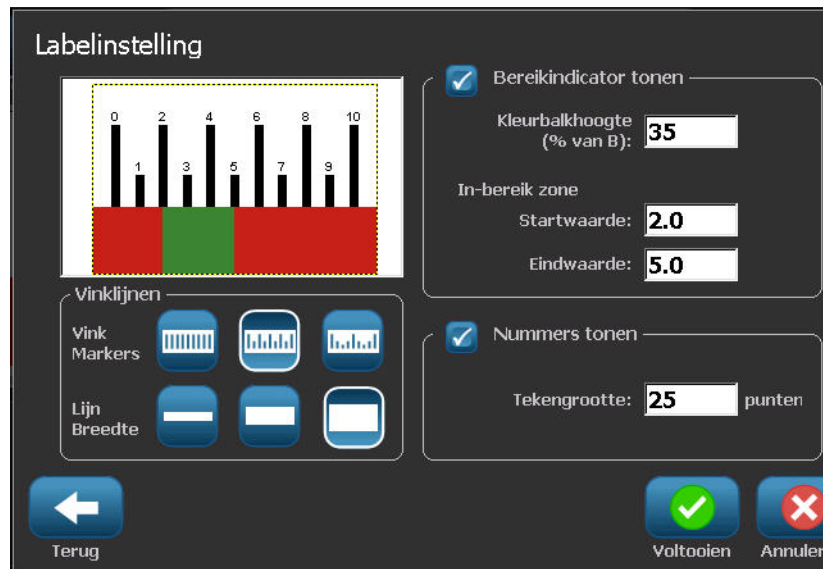 Labelinstelling
0 2 4 6 8 10
1 3 5 7 9
Vinklijnen
Vink
Markers
Lijn
Breedte
Bereikindicator tonen
Kleurbalkhoogte
(% van B): 35
In-bereik zone
Startwaarde: 2.0
Eindwaarde: 5.0
Nummers tonen
Tekengrootte: 25 punten
Terug
Voltooien
Annuler